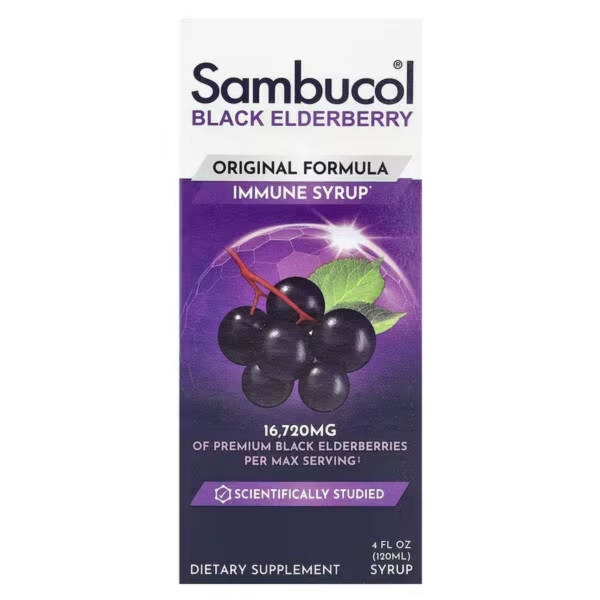 Sambucol®
BLACK ELDERBERRY
ORIGINAL FORMULA
IMMUNE SYRUP*
16,720MG
OF PREMIUM BLACK ELDERBERRIES
PER MAX SERVING‡
SCIENTIFICALLY STUDIED
4 FL OZ
(120ML)
DIETARY SUPPLEMENT SYRUP